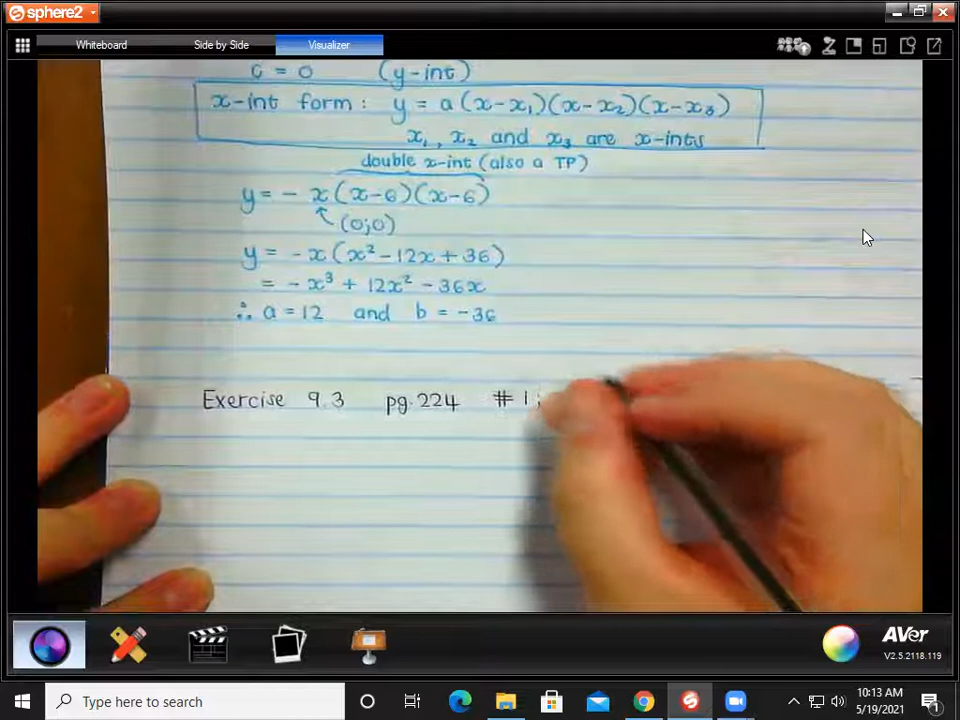 sphere2
Whiteboard Side by Side Visualizer
c = 0 (y-int)
x-int form: y = a(x-x₁)(x-x₂)(x-x₃)
x₁, x₂ and x₃ are x-ints
double x-int (also a TP)
y = - x(x-6)(x-6)
(0;0)
y = -x(x² -12x + 36)
= -x³ + 12x² - 36x
∴ a = 12 and b = -36
Exercise 9.3 pg. 224 # 1;
AVer
V2.5.2118.119
Type here to search
10:13 AM
5/19/2021
1